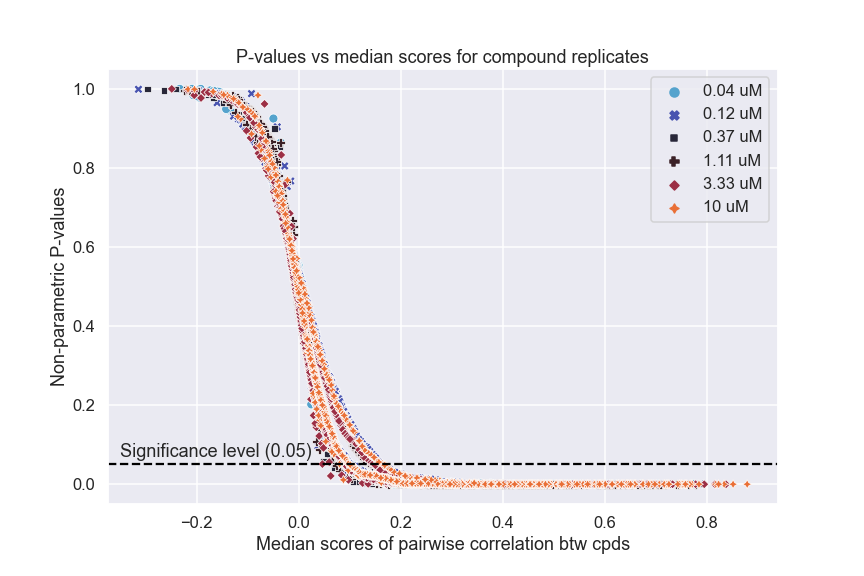 P-values vs median scores for compound replicates
1.0
0.8
0.6
0.4
0.2
0.0
Non-parametric P-values
0.04 uM
0.12 uM
0.37 uM
1.11 uM
3.33 uM
10 uM
Significance level (0.05)
−0.2 0.0 0.2 0.4 0.6 0.8
Median scores of pairwise correlation btw cpds